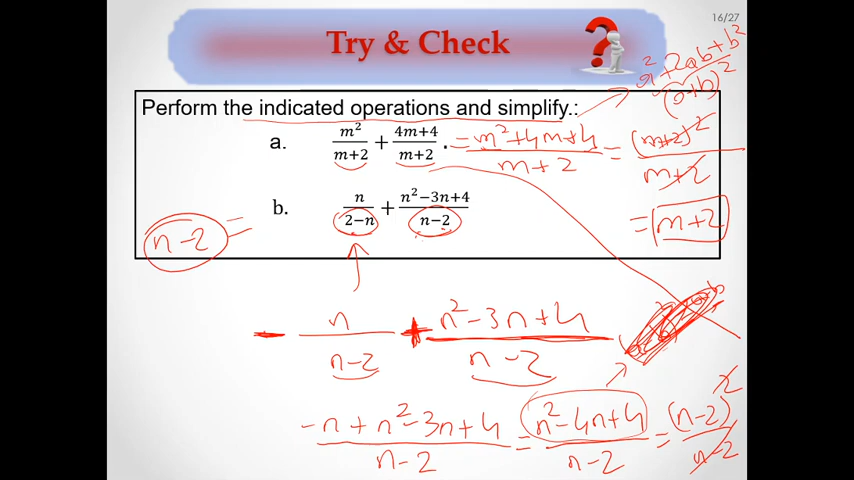 16/27
Try & Check
Perform the indicated operations and simplify.:
a² + 2ab + b²
(a+b)²
a. m²/(m+2) + (4m+4)/(m+2) . = (m²+4m+4)/(m+2) = (m+2)²/(m+2)
= m+2
b. n/(2−n) + (n²−3n+4)/(n−2)
n-2 =
- n/(n-2) + (n²-3n+4)/(n-2)
(-n+n²-3n+4)/(n-2) = (n²-4n+4)/(n-2) = (n-2)²/(n-2)